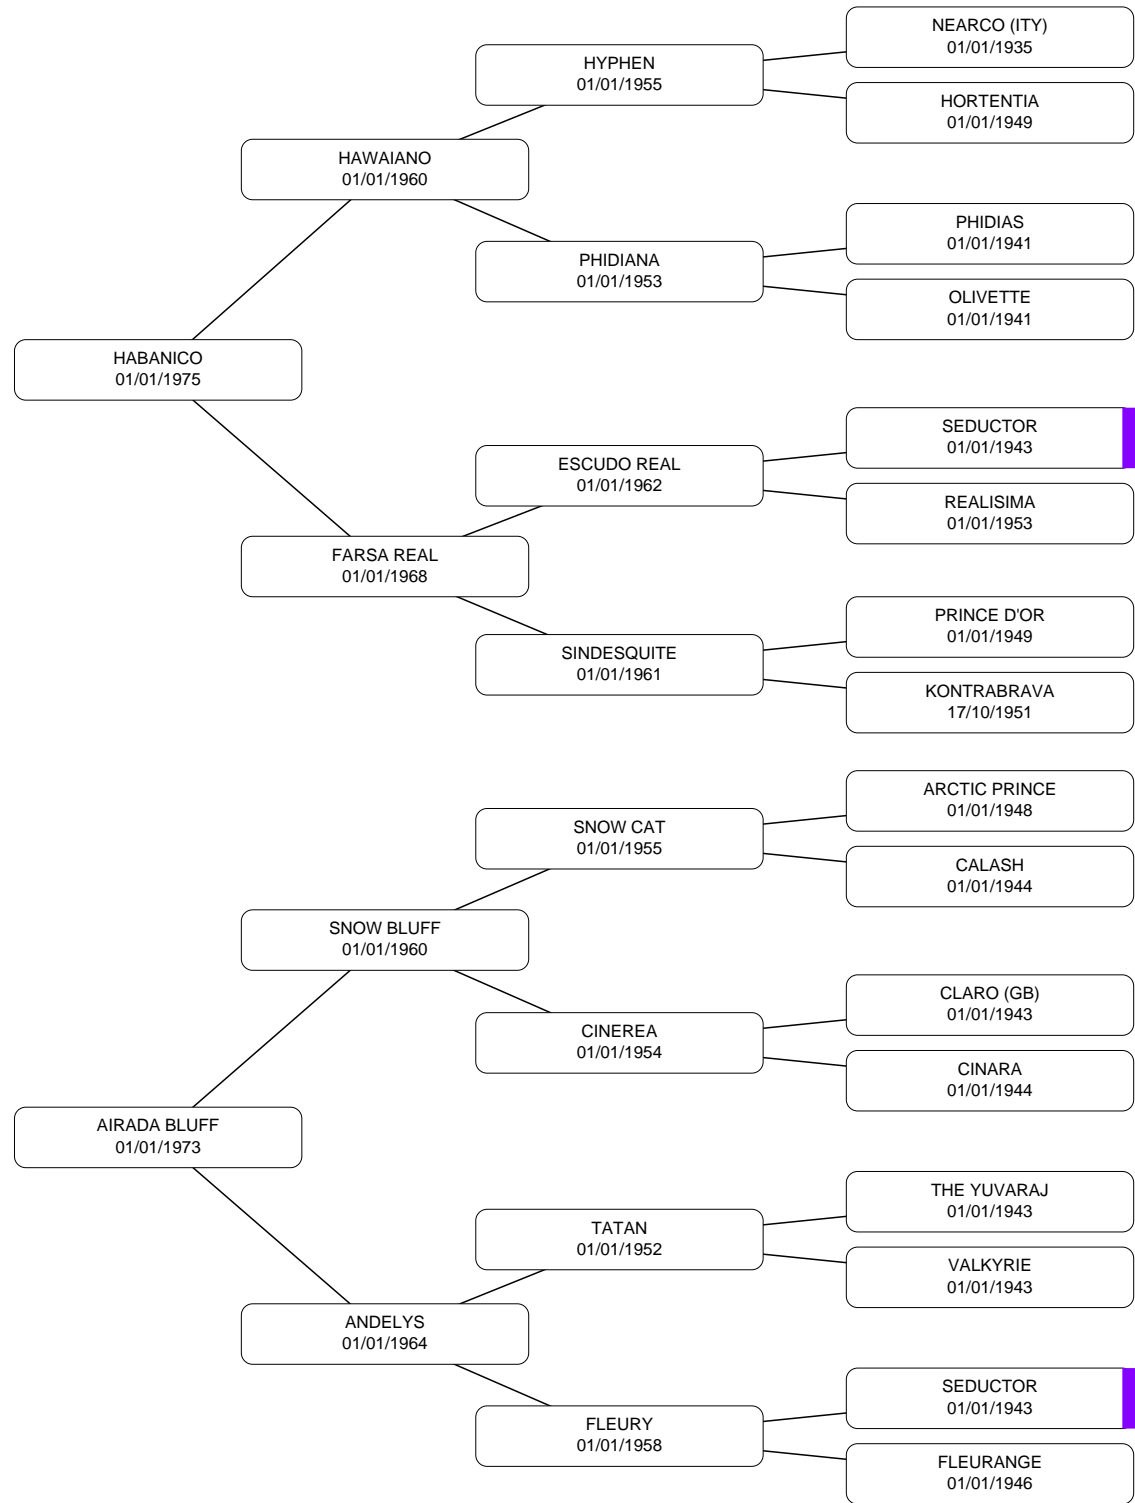 NEARCO (ITY)
01/01/1935
HYPHEN
01/01/1955
HORTENTIA
01/01/1949
HAWAIANO
01/01/1960
PHIDIAS
01/01/1941
PHIDIANA
01/01/1953
OLIVETTE
01/01/1941
HABANICO
01/01/1975
SEDUCTOR
01/01/1943
ESCUDO REAL
01/01/1962
REALISIMA
01/01/1953
FARSA REAL
01/01/1968
PRINCE D'OR
01/01/1949
SINDESQUITE
01/01/1961
KONTRABRAVA
17/10/1951
ARCTIC PRINCE
01/01/1948
SNOW CAT
01/01/1955
CALASH
01/01/1944
SNOW BLUFF
01/01/1960
CLARO (GB)
01/01/1943
CINEREA
01/01/1954
CINARA
01/01/1944
AIRADA BLUFF
01/01/1973
THE YUVARAJ
01/01/1943
TATAN
01/01/1952
VALKYRIE
01/01/1943
ANDELYS
01/01/1964
SEDUCTOR
01/01/1943
FLEURY
01/01/1958
FLEURANGE
01/01/1946